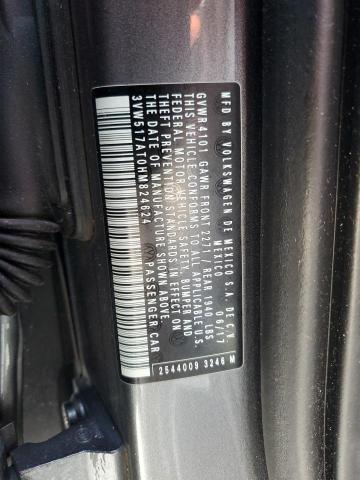 MFD BY VOLKSWAGEN DE MEXICO S.A. DE C.V.
MEXICO 06/17
GVWR 4101 GAWR FRONT 2271 / REAR 1940 LBS
THIS VEHICLE CONFORMS TO ALL APPLICABLE U.S.
FEDERAL MOTOR VEHICLE SAFETY, BUMPER AND
THEFT PREVENTION STANDARDS IN EFFECT ON
THE DATE OF MANUFACTURE SHOWN ABOVE.
3VW517AT0HM824624 PASSENGER CAR
2544009 3246 M